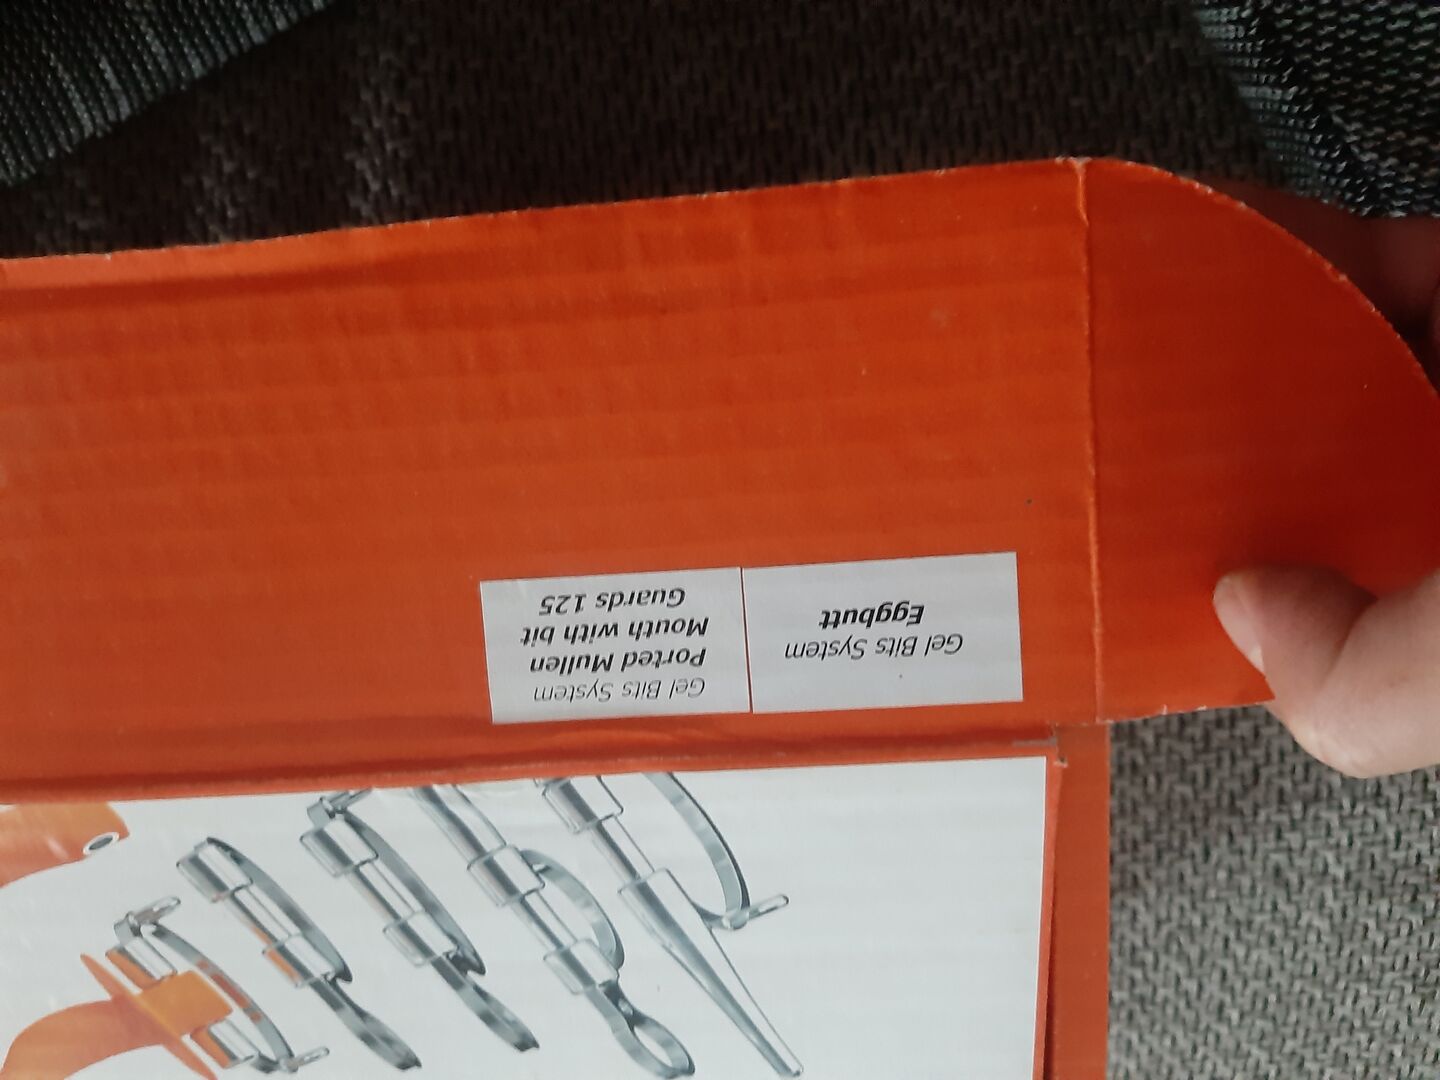 Gel Bits System
Eggbutt
Gel Bits System
Ported Mullen
Mouth with bit
Guards 125